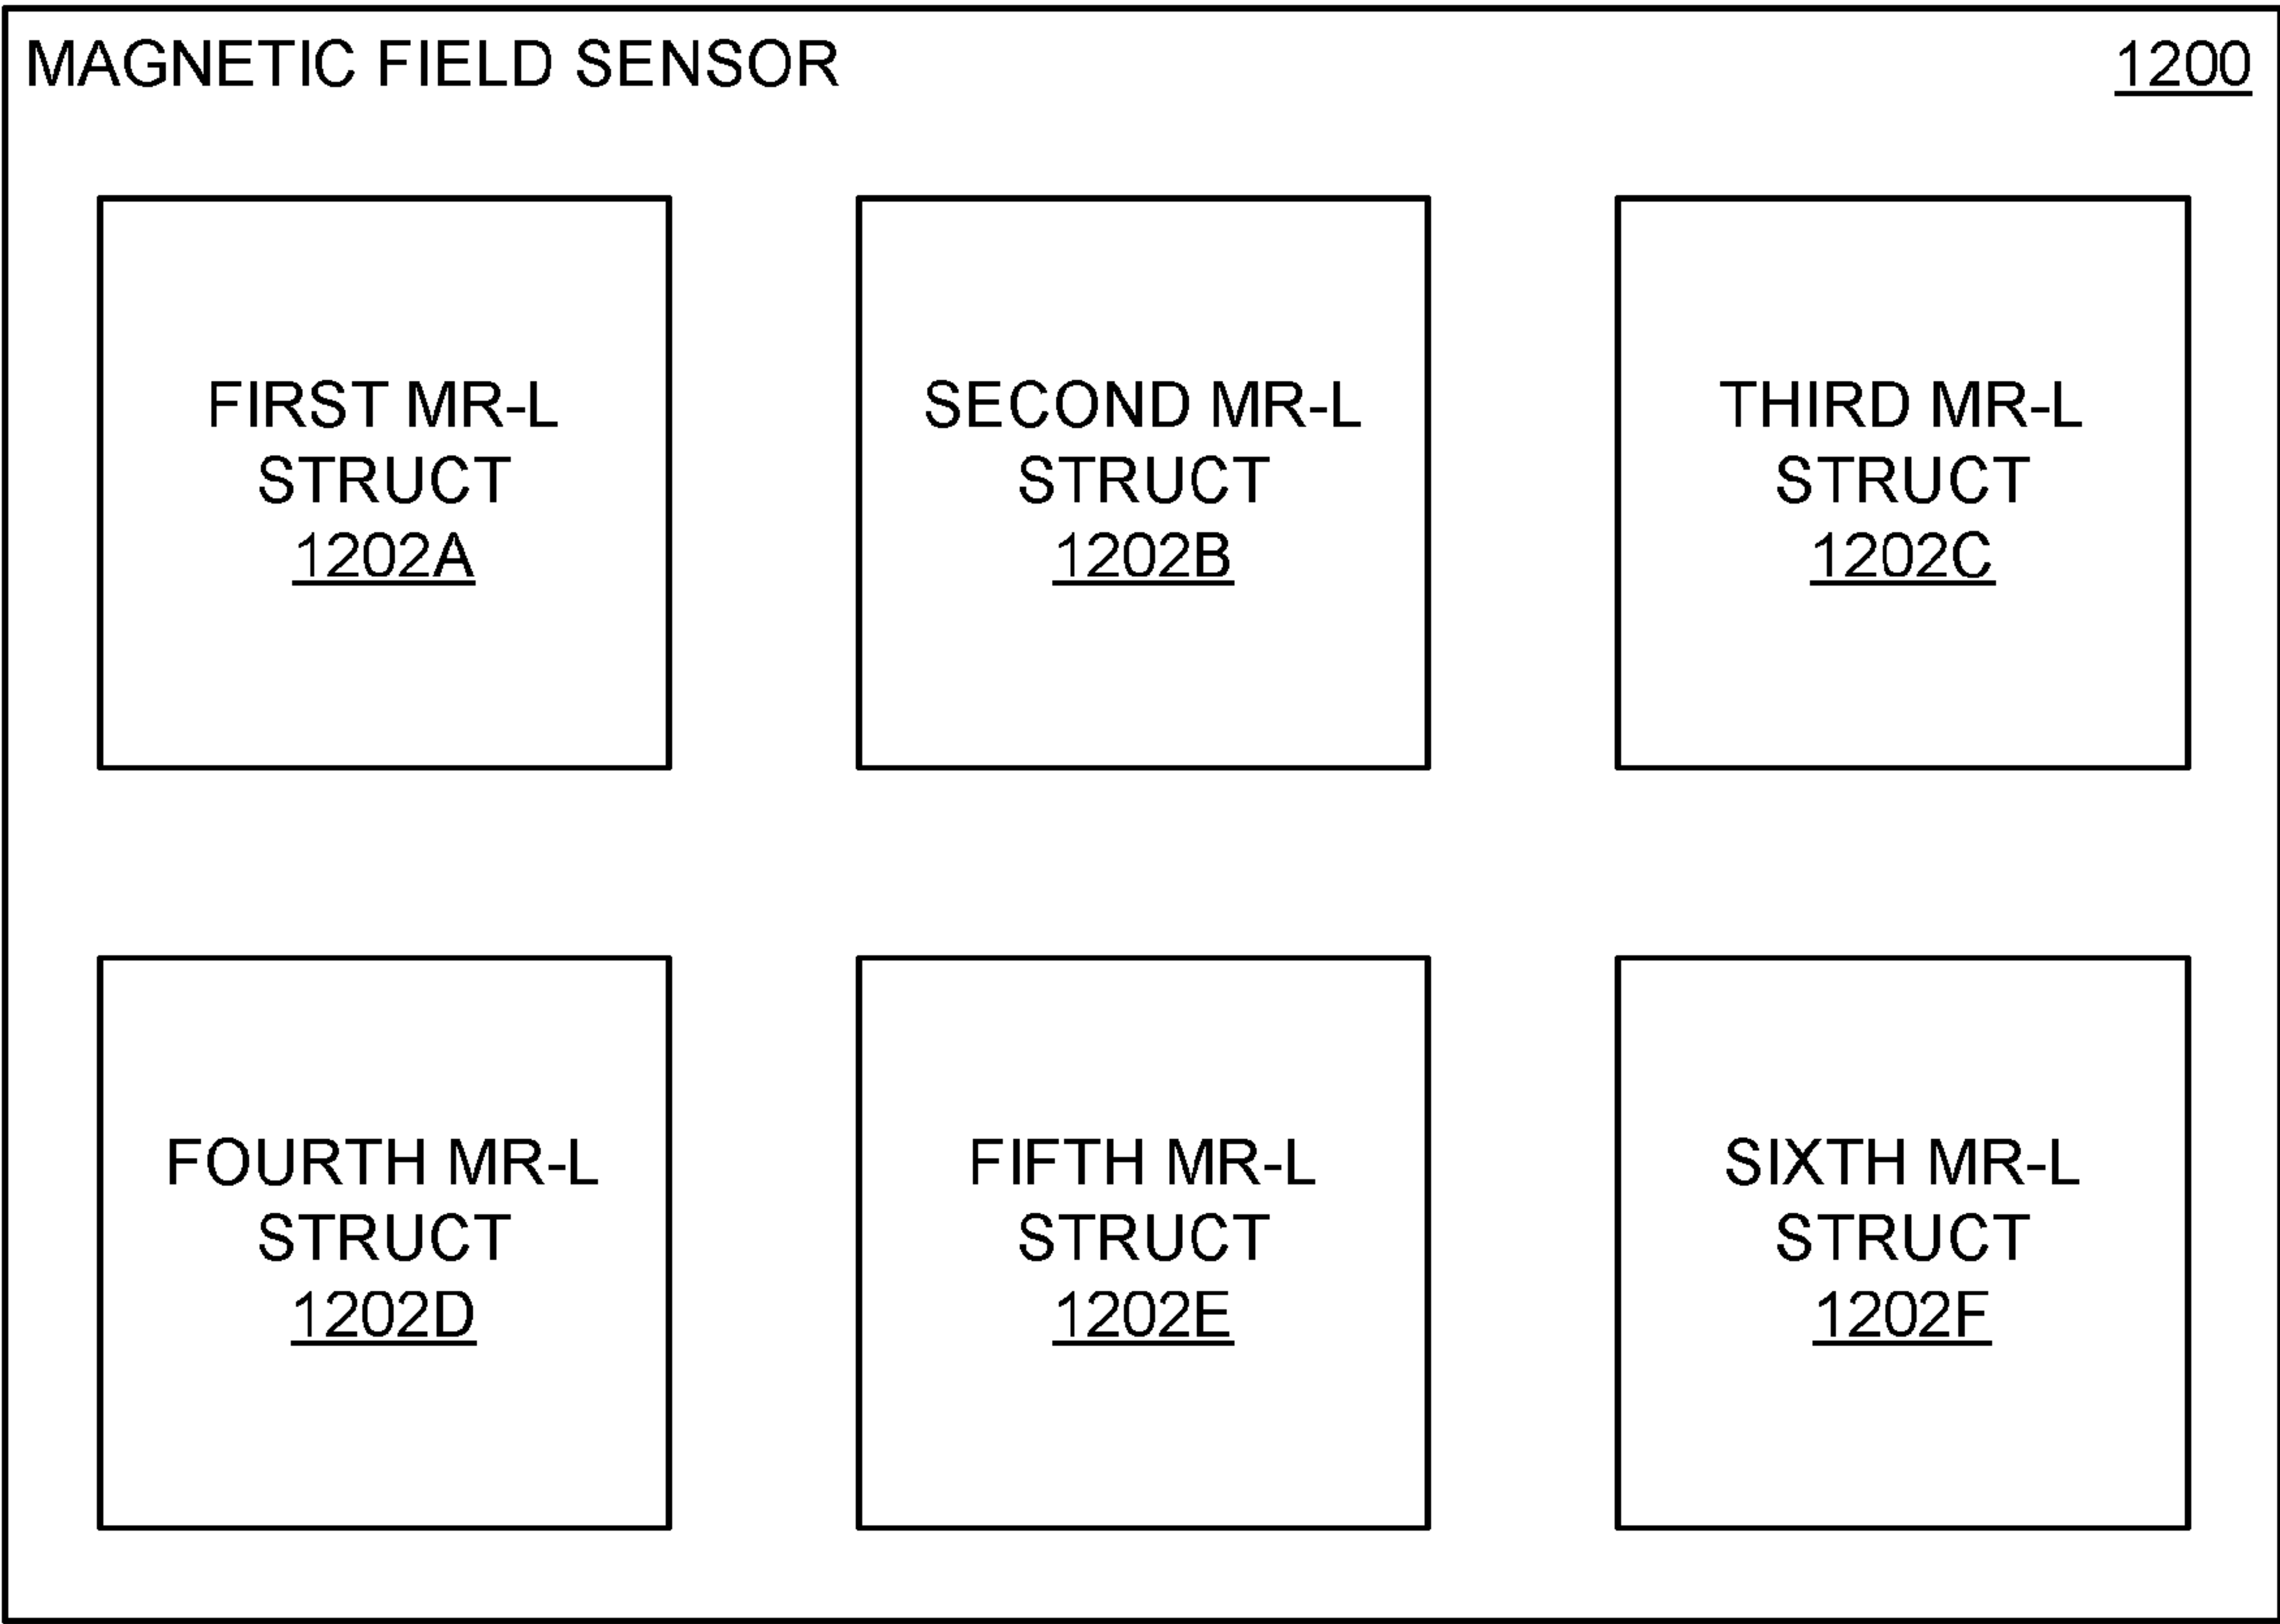 MAGNETIC FIELD SENSOR 1200
FIRST MR-L
STRUCT
1202A
SECOND MR-L
STRUCT
1202B
THIRD MR-L
STRUCT
1202C
FOURTH MR-L
STRUCT
1202D
FIFTH MR-L
STRUCT
1202E
SIXTH MR-L
STRUCT
1202F